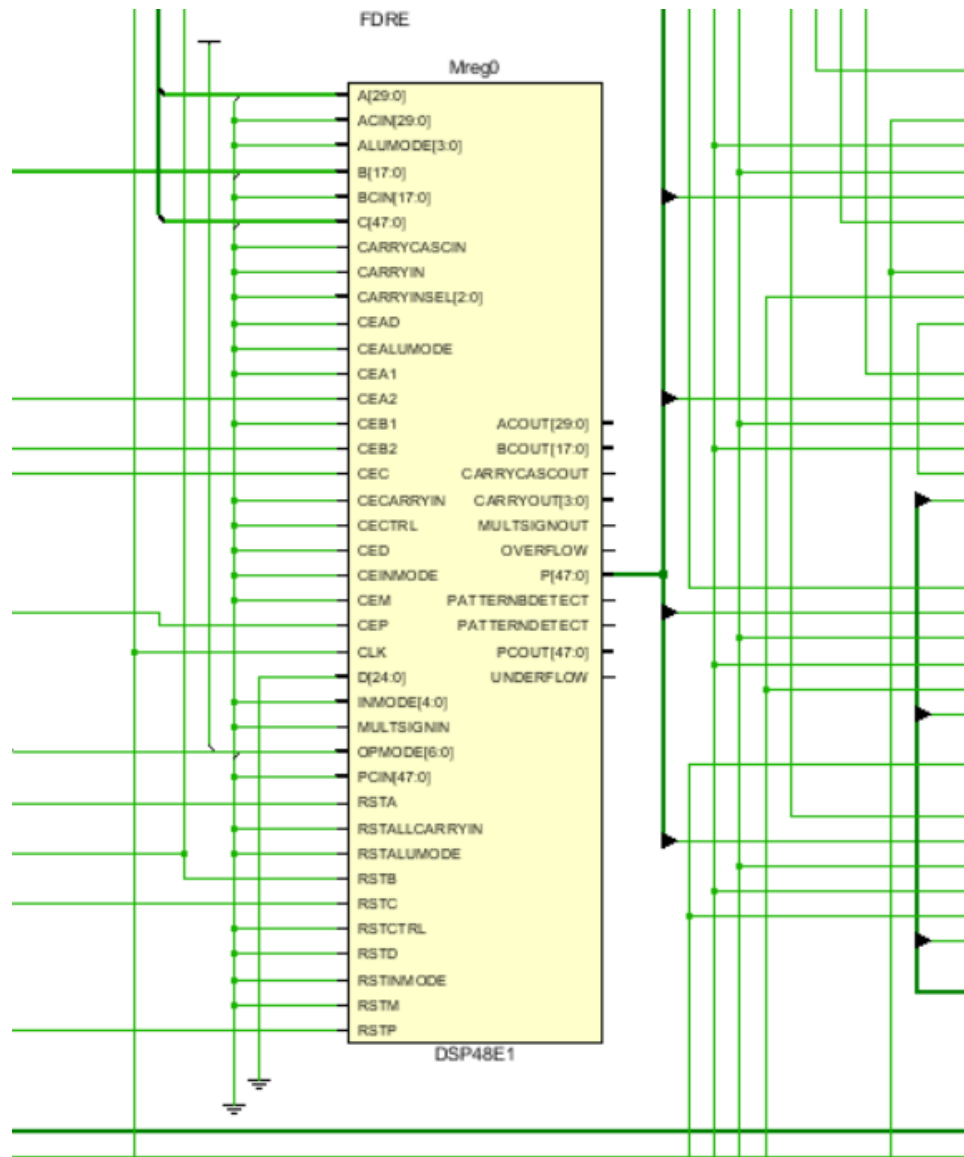 FDRE
Mreg0
A[29:0]
ACIN[29:0]
ALUMODE[3:0]
B[17:0]
BCIN[17:0]
C[47:0]
CARRYCASCIN
CARRYIN
CARRYINSEL[2:0]
CEAD
CEALUMODE
CEA1
CEA2
CEB1 ACOUT[29:0]
CEB2 BCOUT[17:0]
CEC CARRYCASCOUT
CECARRYIN CARRYOUT[3:0]
CECTRL MULTSIGNOUT
CED OVERFLOW
CEINMODE P[47:0]
CEM PATTERNBDETECT
CEP PATTERNDETECT
CLK PCOUT[47:0]
D[24:0] UNDERFLOW
INMODE[4:0]
MULTSIGNIN
OPMODE[6:0]
PCIN[47:0]
RSTA
RSTALLCARRYIN
RSTALUMODE
RSTB
RSTC
RSTCTRL
RSTD
RSTINMODE
RSTM
RSTP
DSP48E1